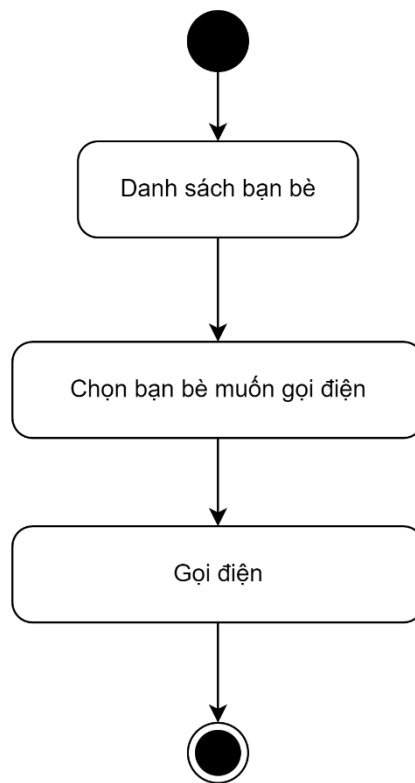 Danh sách bạn bè
Chọn bạn bè muốn gọi điện
Gọi điện